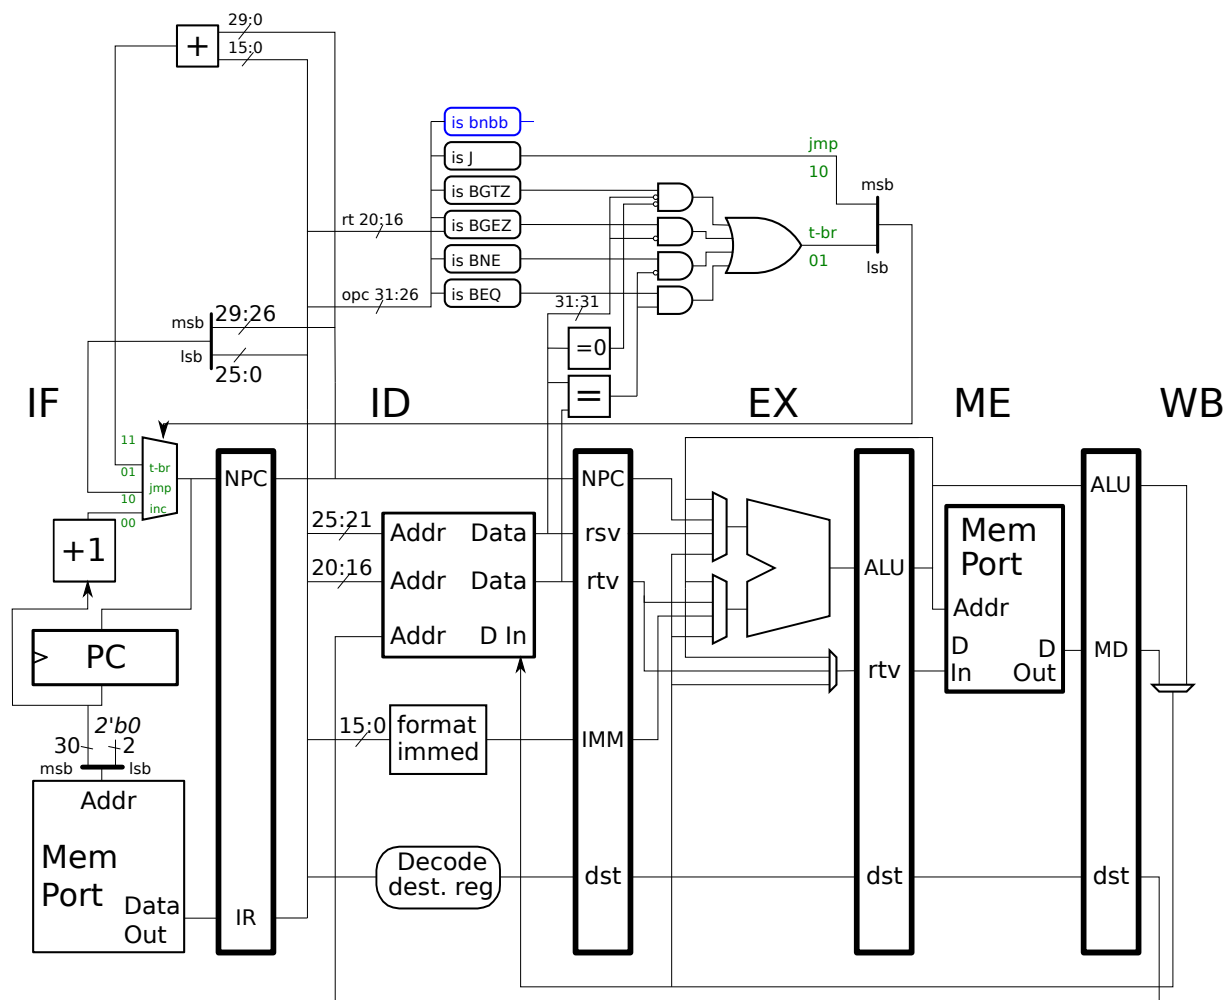 29:0
+
15:0
is bnbb
is J
jmp
10
is BGTZ
msb
rt 20:16
is BGEZ
t-br
01
is BNE
lsb
opc 31:26
is BEQ
31:31
29:26
msb
lsb
25:0
=0
=
IF
ID
EX
ME
WB
11
01
t-br
jmp
10
inc
00
NPC
NPC
ALU
+1
25:21
Addr
Data
rsv
Mem
Port
20:16
Addr
Data
rtv
ALU
Addr
Addr
D In
D
In
D
Out
MD
PC
rtv
2'b0
30
2
msb
lsb
15:0
format
immed
IMM
Addr
Mem
Port
Data
Out
IR
Decode
dest. reg
dst
dst
dst